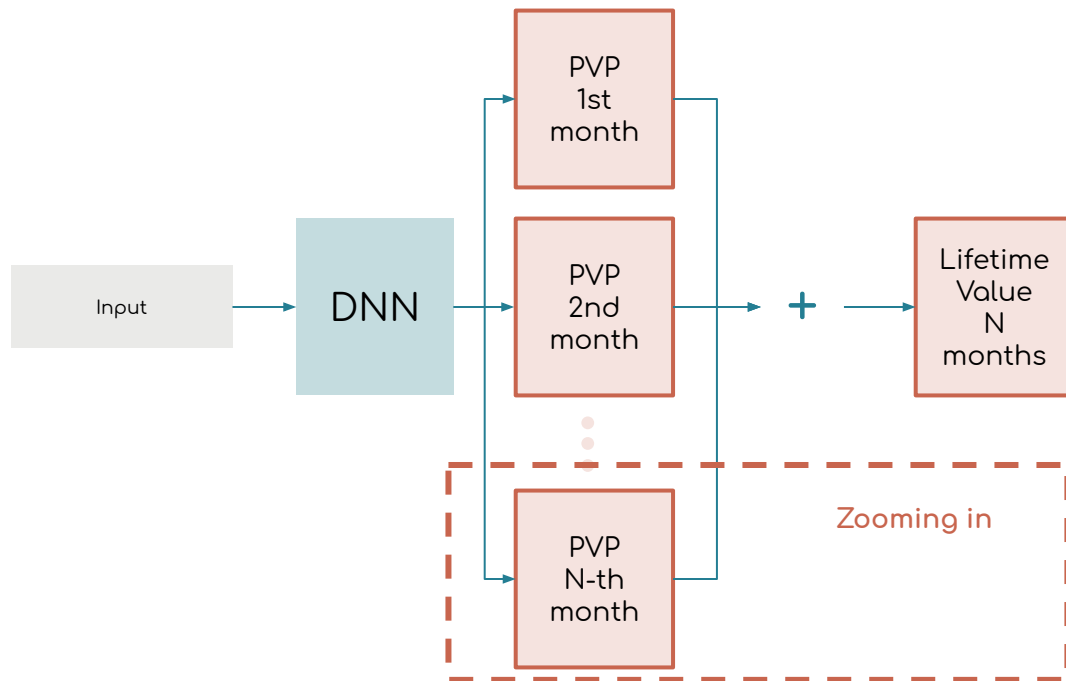 PVP
1st
month
Input
DNN
PVP
2nd
month
+
Lifetime
Value
N
months
Zooming in
PVP
N-th
month